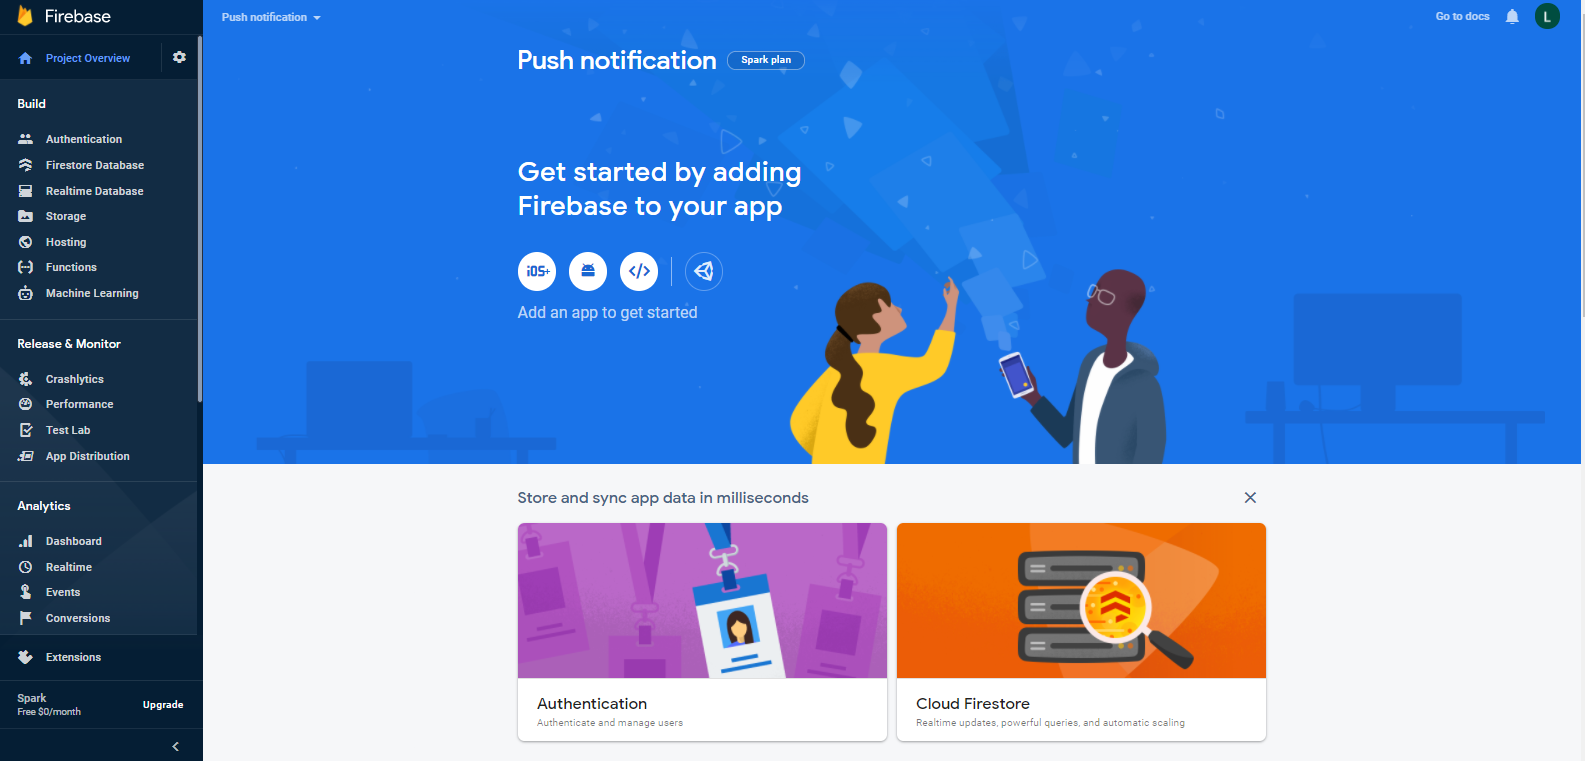 Firebase
Project Overview
Build
Authentication
Firestore Database
Realtime Database
Storage
Hosting
Functions
Machine Learning
Release & Monitor
Crashlytics
Performance
Test Lab
App Distribution
Analytics
Dashboard
Realtime
Events
Conversions
Extensions
Spark
Free $0/month
Upgrade
Push notification
Go to docs
L
Push notification
Spark plan
Get started by adding
Firebase to your app
iOS+
Add an app to get started
Store and sync app data in milliseconds
Authentication
Authenticate and manage users
Cloud Firestore
Realtime updates, powerful queries, and automatic scaling